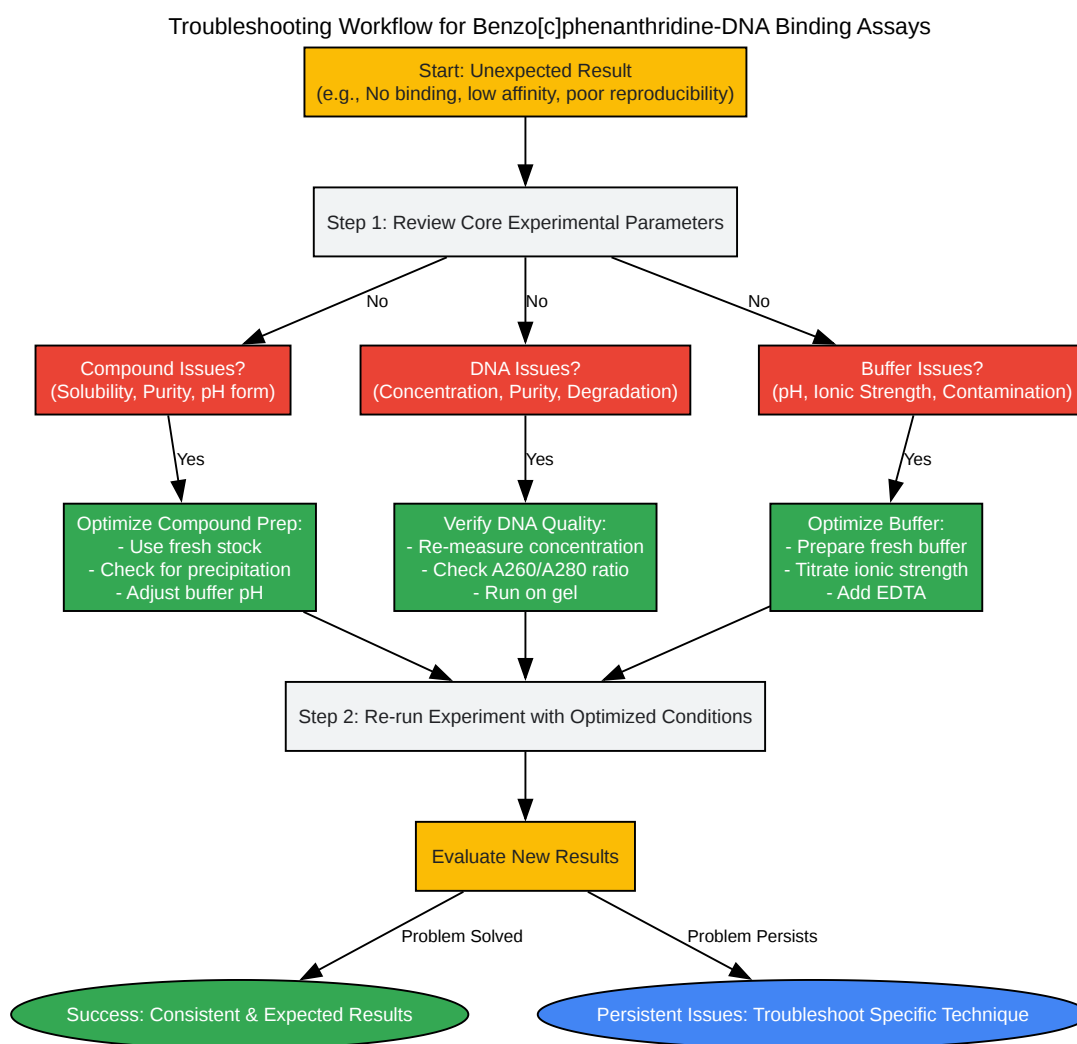 Troubleshooting Workflow for Benzo[c]phenanthridine-DNA Binding Assays
Start: Unexpected Result
(e.g., No binding, low affinity, poor reproducibility)
Step 1: Review Core Experimental Parameters
No
No
No
Compound Issues?
(Solubility, Purity, pH form)
DNA Issues?
(Concentration, Purity, Degradation)
Buffer Issues?
(pH, Ionic Strength, Contamination)
Yes
Yes
Yes
Optimize Compound Prep:
- Use fresh stock
- Check for precipitation
- Adjust buffer pH
Verify DNA Quality:
- Re-measure concentration
- Check A260/A280 ratio
- Run on gel
Optimize Buffer:
- Prepare fresh buffer
- Titrate ionic strength
- Add EDTA
Step 2: Re-run Experiment with Optimized Conditions
Evaluate New Results
Problem Solved
Problem Persists
Success: Consistent & Expected Results
Persistent Issues: Troubleshoot Specific Technique